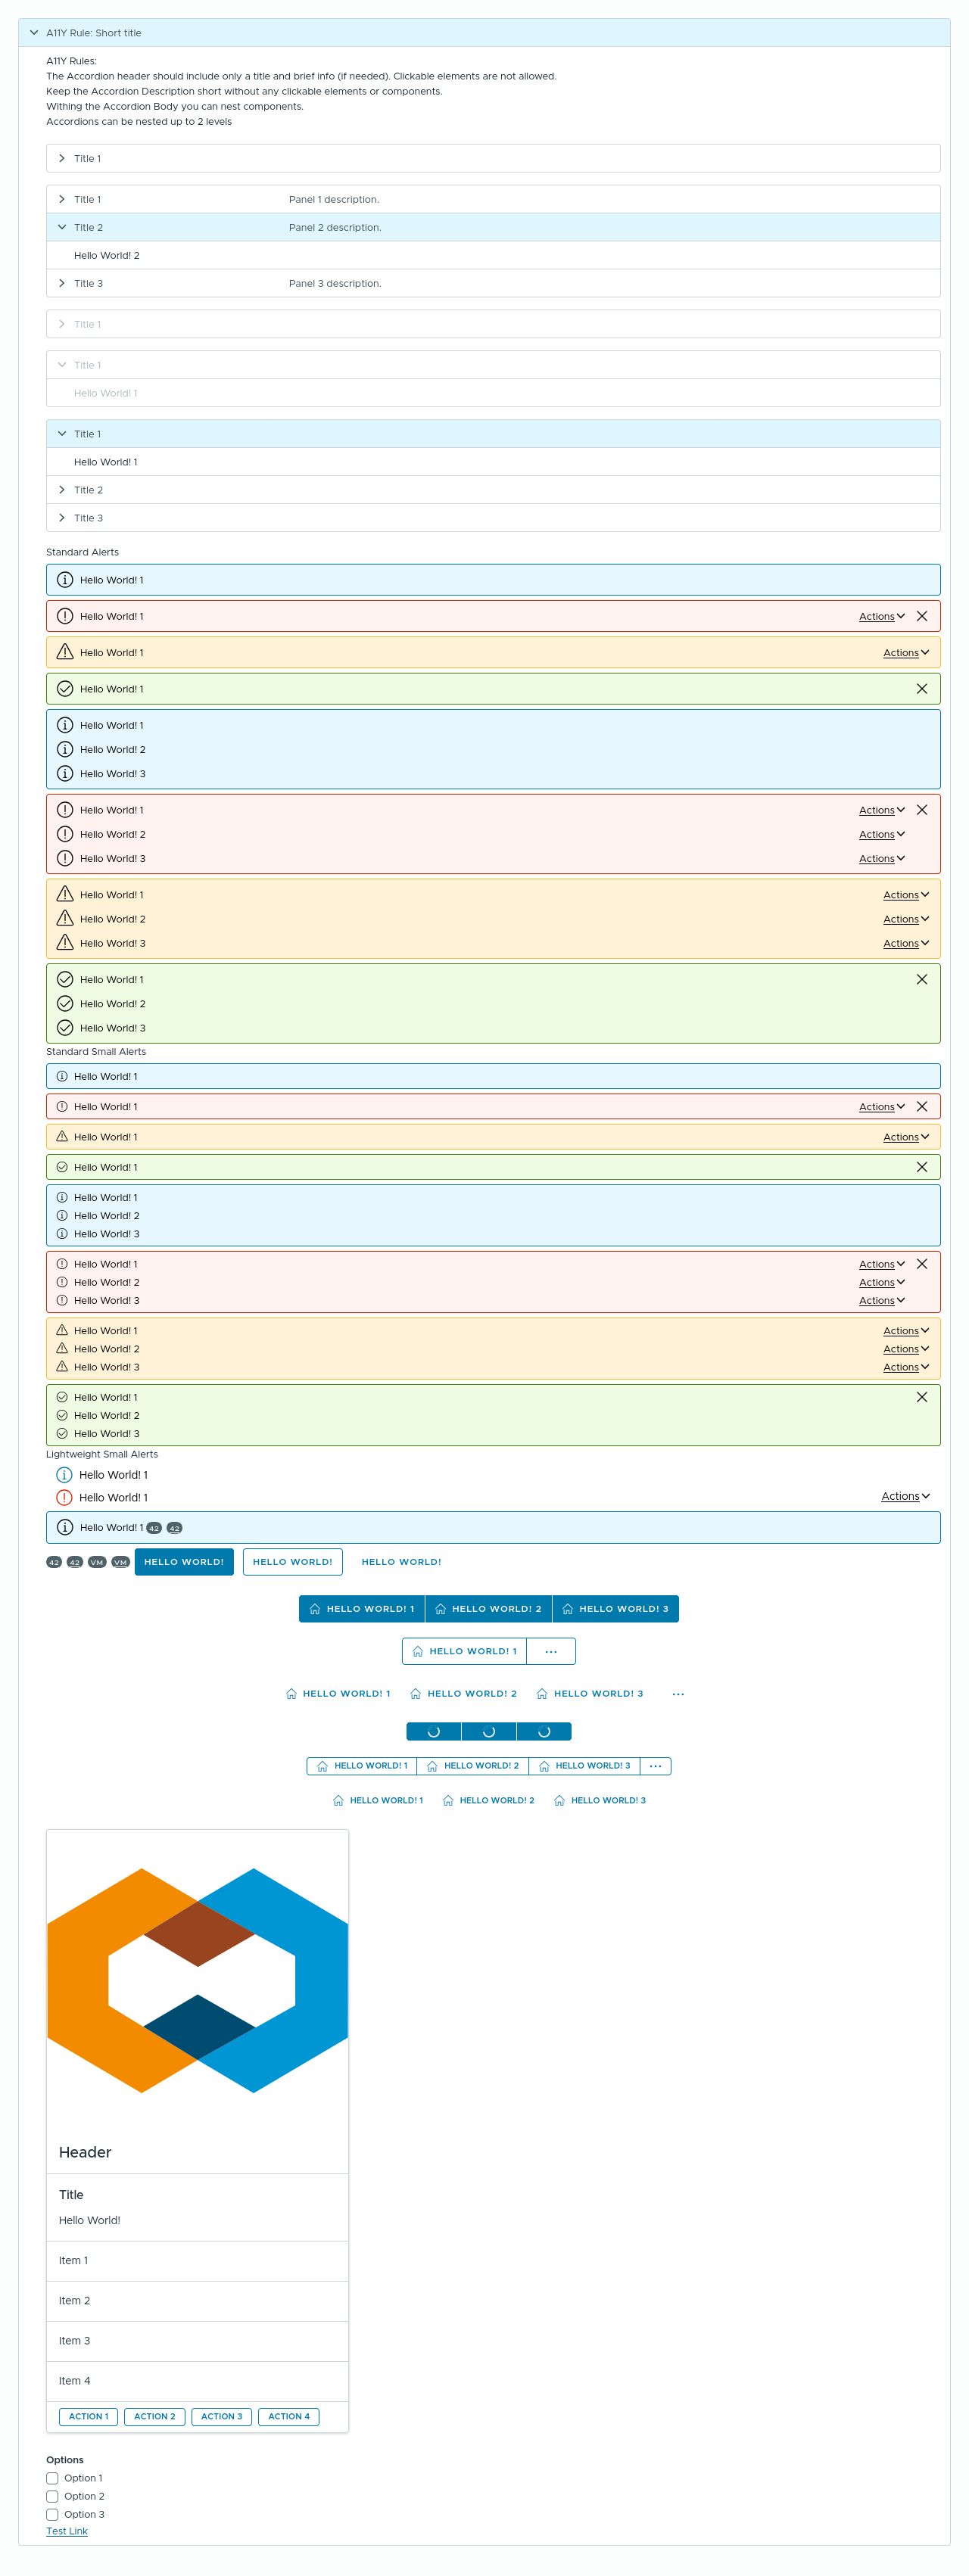 A11Y Rule: Short title
A11Y Rules:
The Accordion header should include only a title and brief info (if needed). Clickable elements are not allowed.
Keep the Accordion Description short without any clickable elements or components.
Withing the Accordion Body you can nest components.
Accordions can be nested up to 2 levels
Title 1
Title 1 Panel 1 description.
Title 2 Panel 2 description.
Hello World! 2
Title 3 Panel 3 description.
Title 1
Title 1
Hello World! 1
Title 1
Hello World! 1
Title 2
Title 3
Standard Alerts
Hello World! 1
Hello World! 1 Actions
Hello World! 1 Actions
Hello World! 1
Hello World! 1
Hello World! 2
Hello World! 3
Hello World! 1 Actions
Hello World! 2 Actions
Hello World! 3 Actions
Hello World! 1 Actions
Hello World! 2 Actions
Hello World! 3 Actions
Hello World! 1
Hello World! 2
Hello World! 3
Standard Small Alerts
Hello World! 1
Hello World! 1 Actions
Hello World! 1 Actions
Hello World! 1
Hello World! 1
Hello World! 2
Hello World! 3
Hello World! 1 Actions
Hello World! 2 Actions
Hello World! 3 Actions
Hello World! 1 Actions
Hello World! 2 Actions
Hello World! 3 Actions
Hello World! 1
Hello World! 2
Hello World! 3
Lightweight Small Alerts
Hello World! 1
Hello World! 1 Actions
Hello World! 1 42 42
42 42 VM VM HELLO WORLD! HELLO WORLD! HELLO WORLD!
HELLO WORLD! 1 HELLO WORLD! 2 HELLO WORLD! 3
HELLO WORLD! 1 ...
HELLO WORLD! 1 HELLO WORLD! 2 HELLO WORLD! 3 ...
HELLO WORLD! 1 HELLO WORLD! 2 HELLO WORLD! 3 ...
HELLO WORLD! 1 HELLO WORLD! 2 HELLO WORLD! 3
Header
Title
Hello World!
Item 1
Item 2
Item 3
Item 4
ACTION 1 ACTION 2 ACTION 3 ACTION 4
Options
Option 1
Option 2
Option 3
Test Link